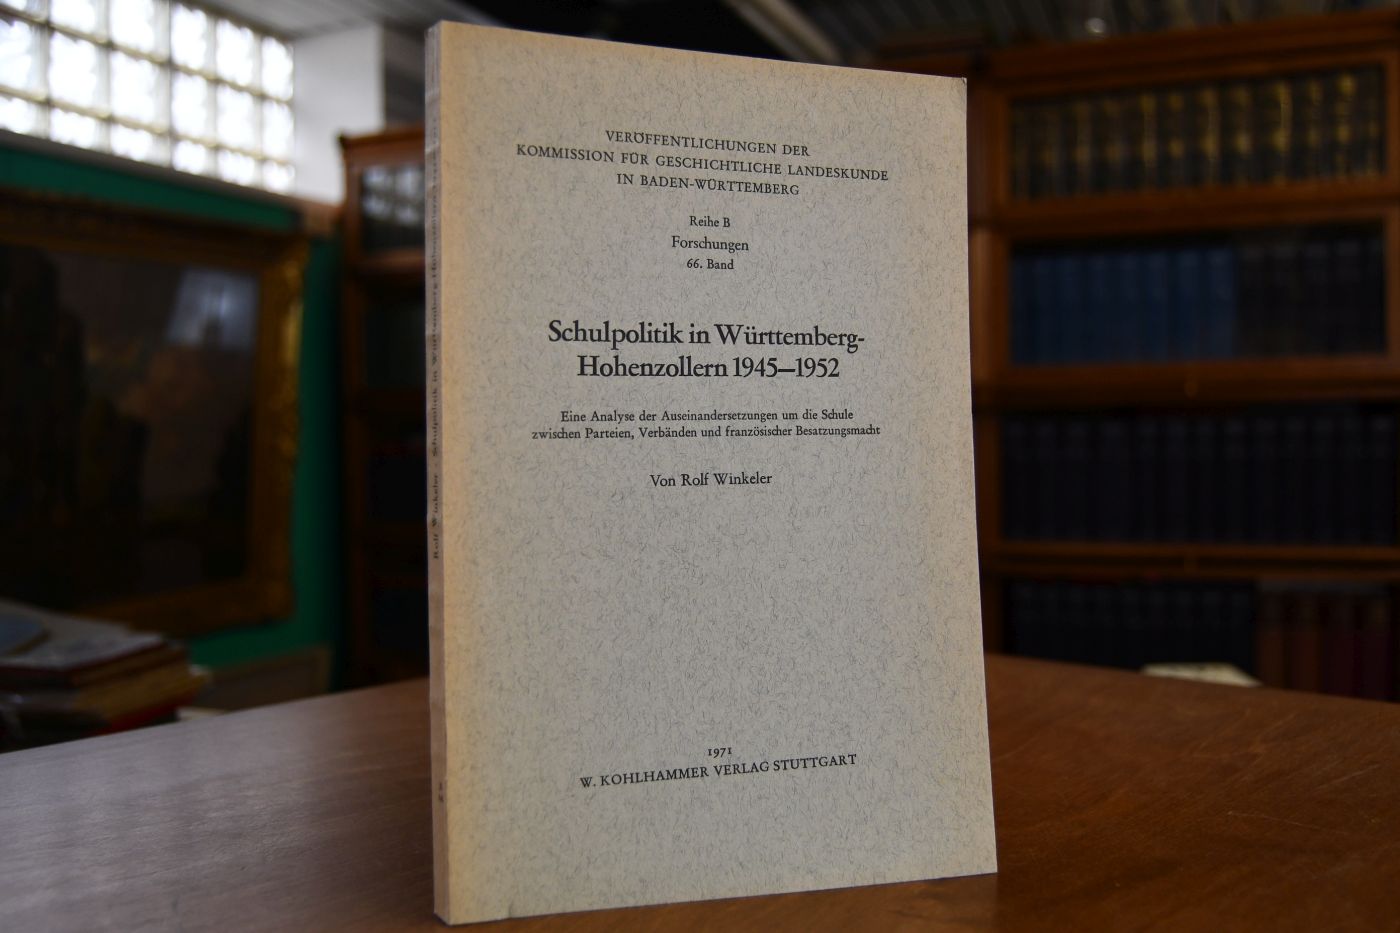 VERÖFFENTLICHUNGEN DER
KOMMISSION FÜR GESCHICHTLICHE LANDESKUNDE
IN BADEN-WÜRTTEMBERG
Reihe B
Forschungen
66. Band
Schulpolitik in Württemberg-
Hohenzollern 1945—1952
Eine Analyse der Auseinandersetzungen um die Schule
zwischen Parteien, Verbänden und französischer Besatzungsmacht
Von Rolf Winkeler
1971
W. KOHLHAMMER VERLAG STUTTGART
Rolf Winkeler · Schulpolitik in Württemberg-Hohenzollern